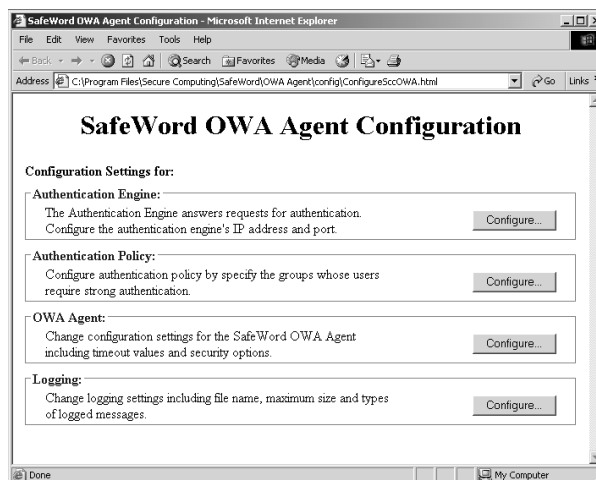 SafeWord OWA Agent Configuration - Microsoft Internet Explorer
File Edit View Favorites Tools Help
Back Search Favorites Media
Address C:\Program Files\Secure Computing\SafeWord\OWA Agent\config\ConfigureSccOWA.html Go Links
SafeWord OWA Agent Configuration
Configuration Settings for:
Authentication Engine:
The Authentication Engine answers requests for authentication.
Configure the authentication engine's IP address and port.
Configure...
Authentication Policy:
Configure authentication policy by specify the groups whose users
require strong authentication.
Configure...
OWA Agent:
Change configuration settings for the SafeWord OWA Agent
including timeout values and security options.
Configure...
Logging:
Change logging settings including file name, maximum size and types
of logged messages.
Configure...
Done My Computer